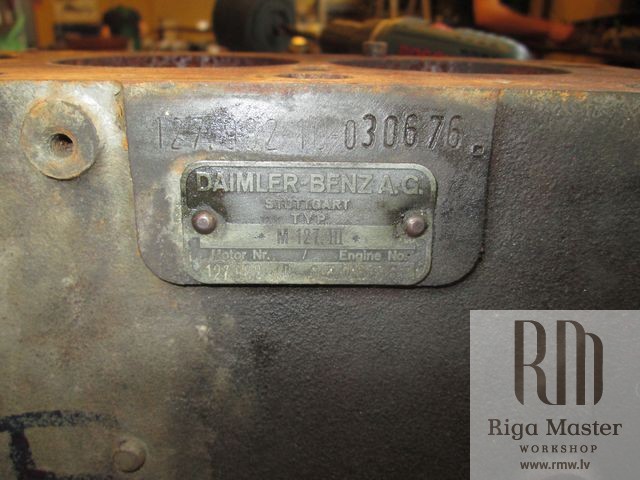 030676.
DAIMLER-BENZ A.G.
STUTTGART
TYP.
M 127.III
Motor Nr. / Engine No.
RM
Riga Master
WORKSHOP
www.rmw.lv